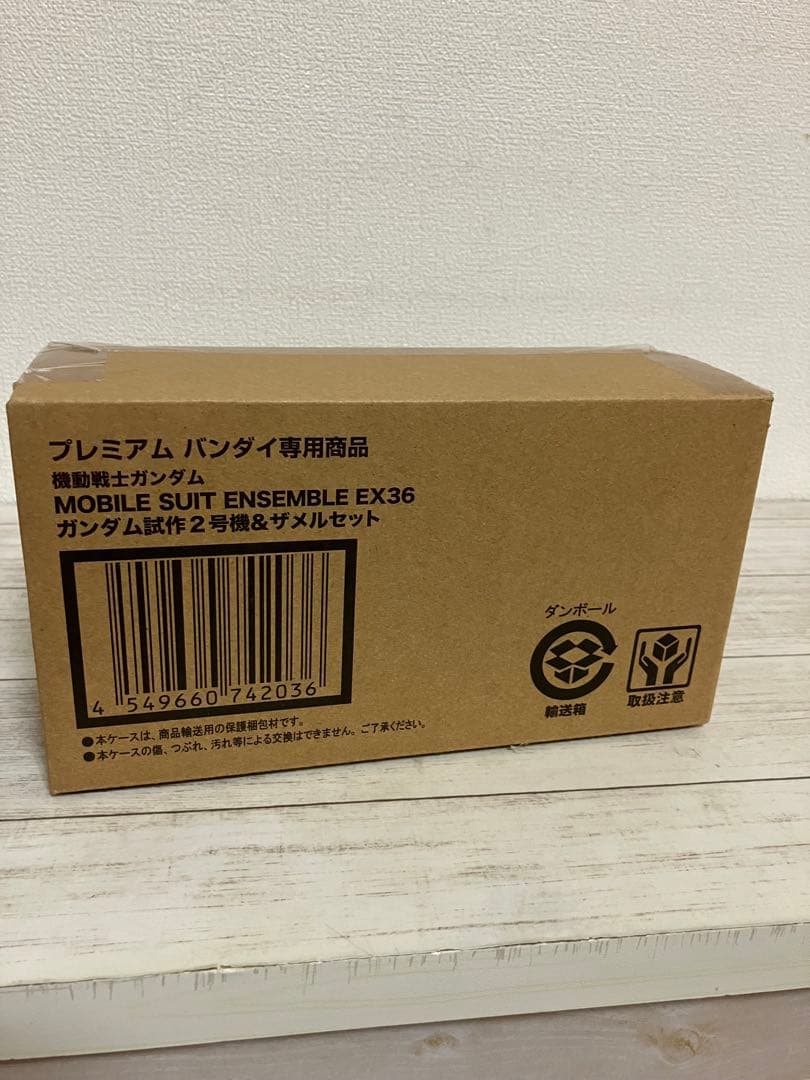 プレミアム バンダイ専用商品
機動戦士ガンダム
MOBILE SUIT ENSEMBLE EX36
ガンダム試作2号機&ザメルセット
4 549660 742036
●本ケースは、商品輸送用の保護梱包材です。
●本ケースの傷、つぶれ、汚れ等による交換はできません。ご了承ください。
ダンボール
輸送箱
取扱注意